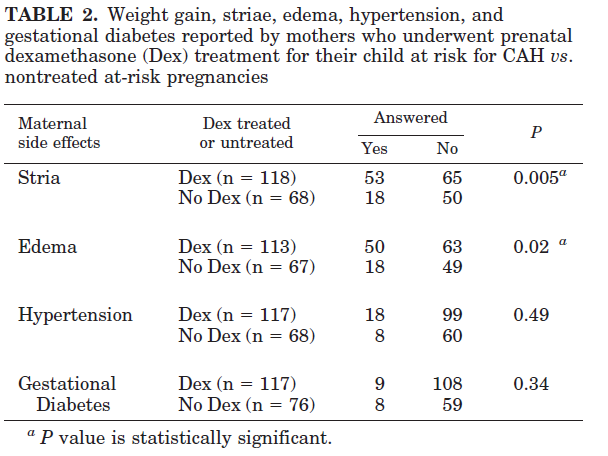 TABLE 2. Weight gain, striae, edema, hypertension, and
gestational diabetes reported by mothers who underwent prenatal
dexamethasone (Dex) treatment for their child at risk for CAH vs.
nontreated at-risk pregnancies
Maternal side effects Dex treated or untreated Answered P
Yes No
Stria Dex (n = 118) 53 65 0.005a
No Dex (n = 68) 18 50
Edema Dex (n = 113) 50 63 0.02 a
No Dex (n = 67) 18 49
Hypertension Dex (n = 117) 18 99 0.49
No Dex (n = 68) 8 60
Gestational Dex (n = 117) 9 108 0.34
Diabetes No Dex (n = 76) 8 59
a P value is statistically significant.